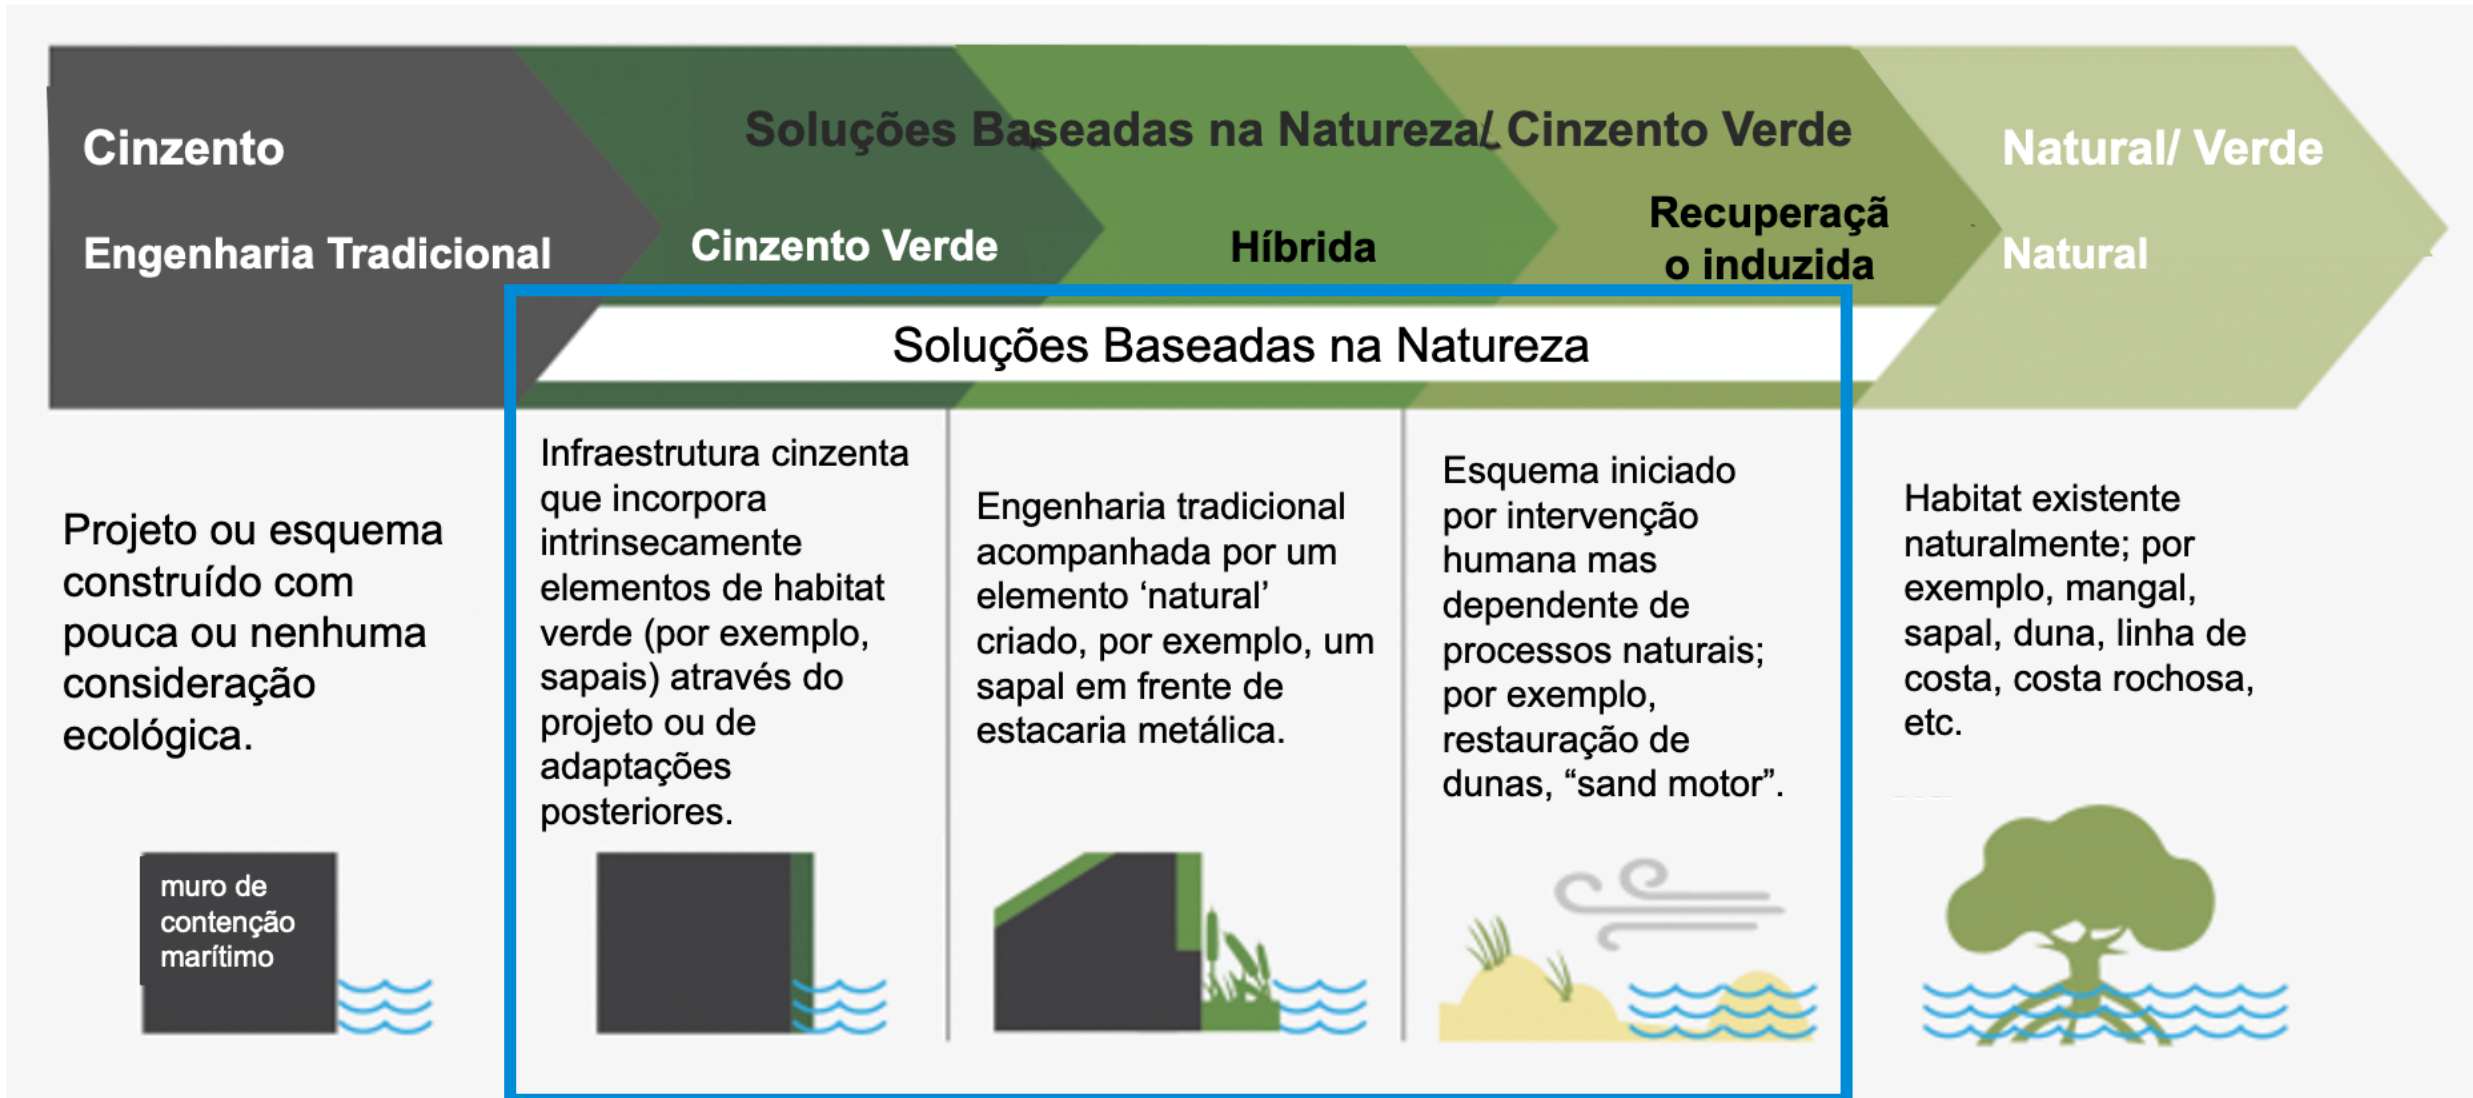 Cinzento
Soluções Baseadas na Natureza/ Cinzento Verde
Natural/ Verde
Engenharia Tradicional
Cinzento Verde
Híbrida
Recuperaçã
o induzida
Natural
Soluções Baseadas na Natureza
Projeto ou esquema
construído com
pouca ou nenhuma
consideração
ecológica.
Infraestrutura cinzenta
que incorpora
intrinsecamente
elementos de habitat
verde (por exemplo,
sapais) através do
projeto ou de
adaptações
posteriores.
Engenharia tradicional
acompanhada por um
elemento ‘natural’
criado, por exemplo, um
sapal em frente de
estacaria metálica.
Esquema iniciado
por intervenção
humana mas
dependente de
processos naturais;
por exemplo,
restauração de
dunas, “sand motor”.
Habitat existente
naturalmente; por
exemplo, mangal,
sapal, duna, linha de
costa, costa rochosa,
etc.
muro de
contenção
marítimo